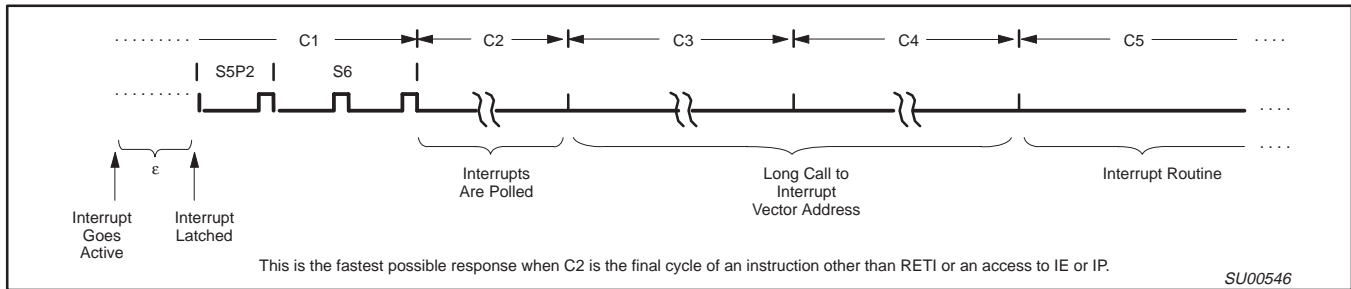 C1 C2 C3 C4 C5
S5P2 S6
ε
Interrupt
Goes
Active
Interrupt
Latched
Interrupts
Are Polled
Long Call to
Interrupt
Vector Address
Interrupt Routine
This is the fastest possible response when C2 is the final cycle of an instruction other than RETI or an access to IE or IP.
SU00546